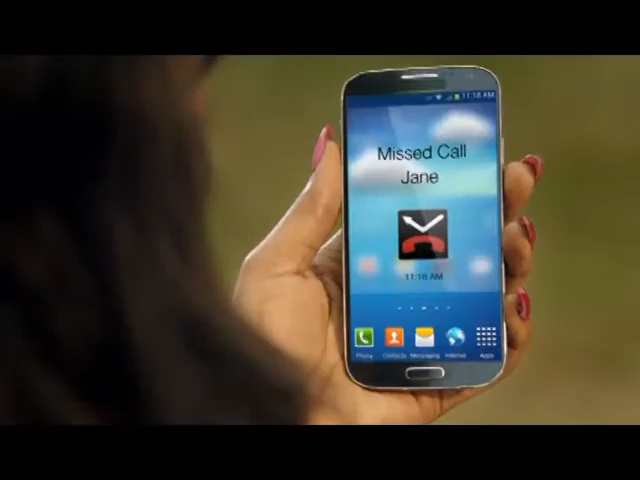 11:18 AM
Missed Call
Jane
11:18 AM
Phone Contacts Messaging Internet Apps